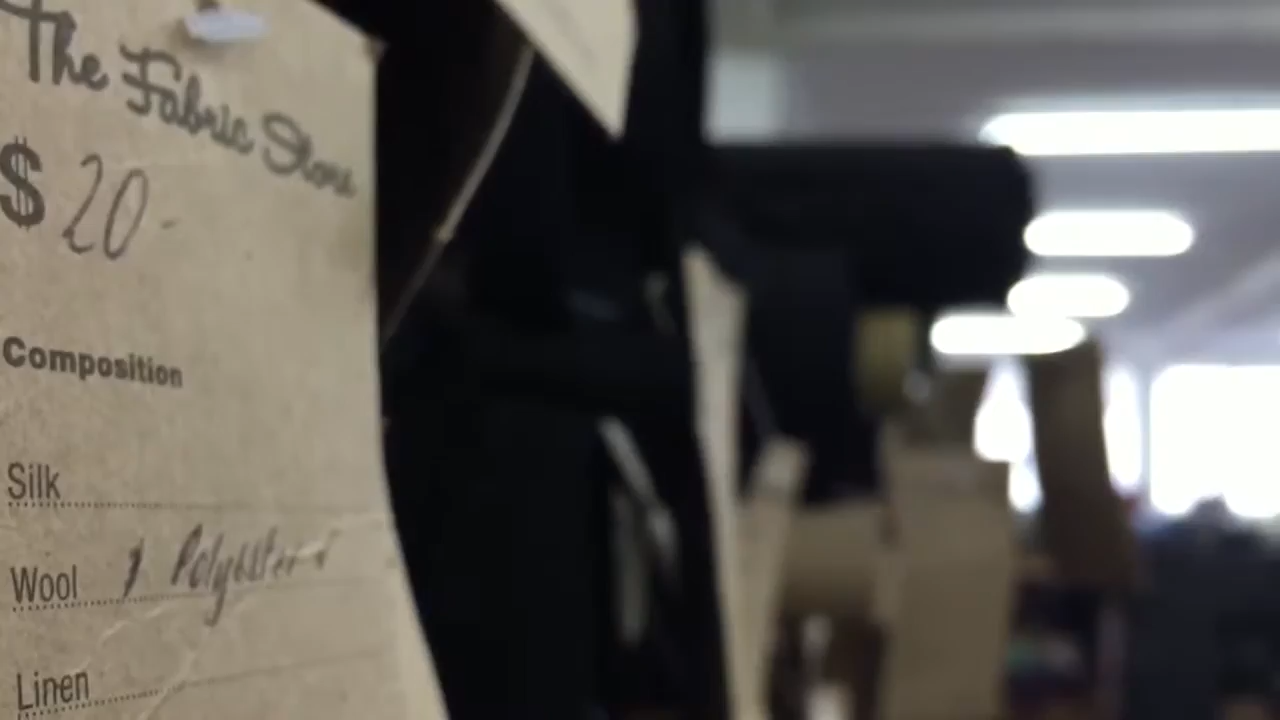 The Fabric Store
$ 20-
Composition
Silk
Wool / Polyester
Linen